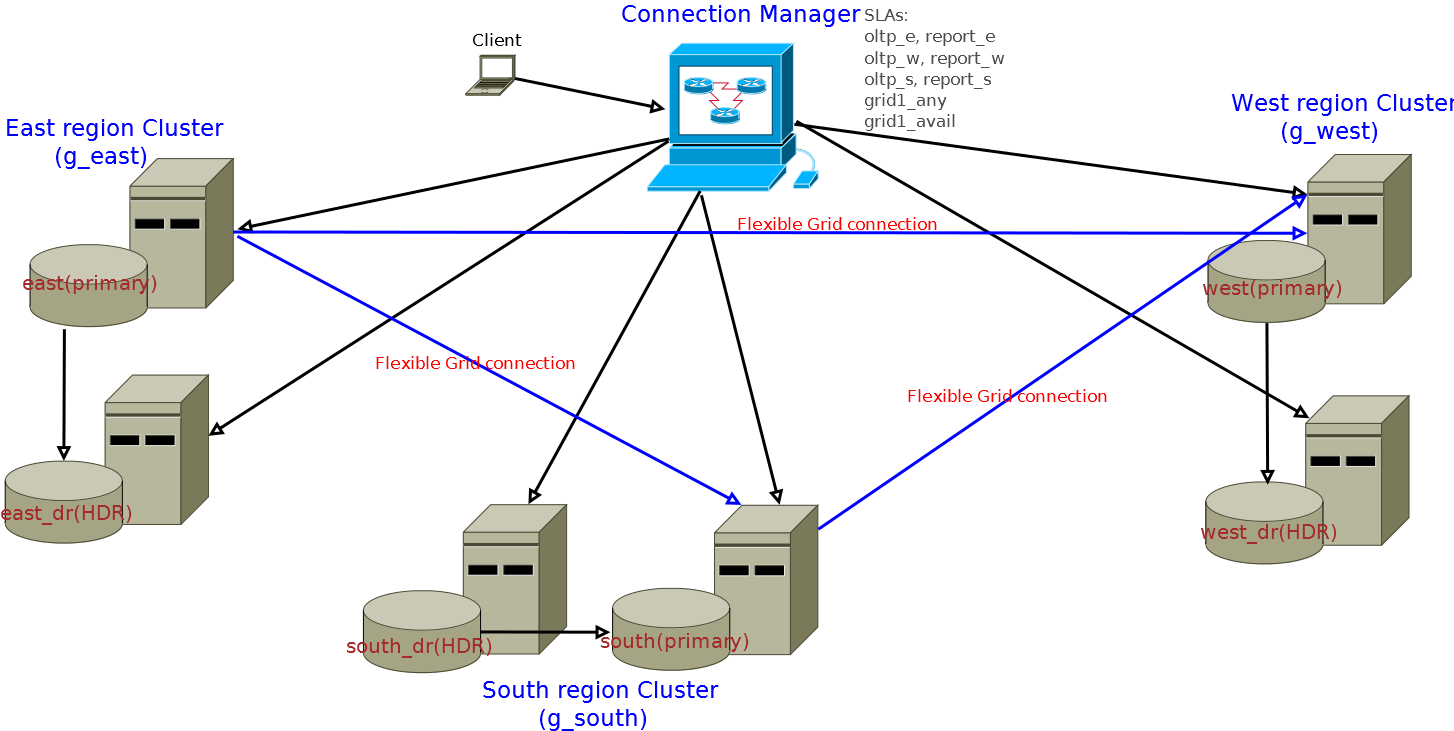 Connection Manager
SLAs:
oltp_e, report_e
oltp_w, report_w
oltp_s, report_s
grid1_any
grid1_avail
Client
East region Cluster
(g_east)
West region Cluster
(g_west)
Flexible Grid connection
east(primary)
west(primary)
Flexible Grid connection
Flexible Grid connection
east_dr(HDR)
west_dr(HDR)
south_dr(HDR)
south(primary)
South region Cluster
(g_south)